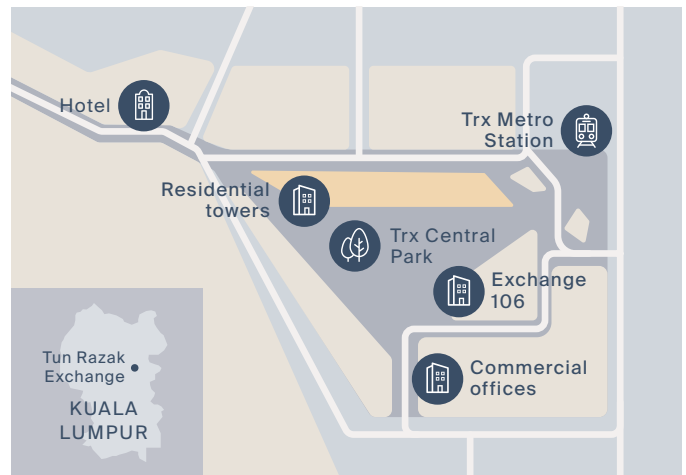 Hotel
Trx Metro
Station
Residential
towers
Trx Central
Park
Exchange
106
Commercial
offices
Tun Razak
Exchange
KUALA
LUMPUR